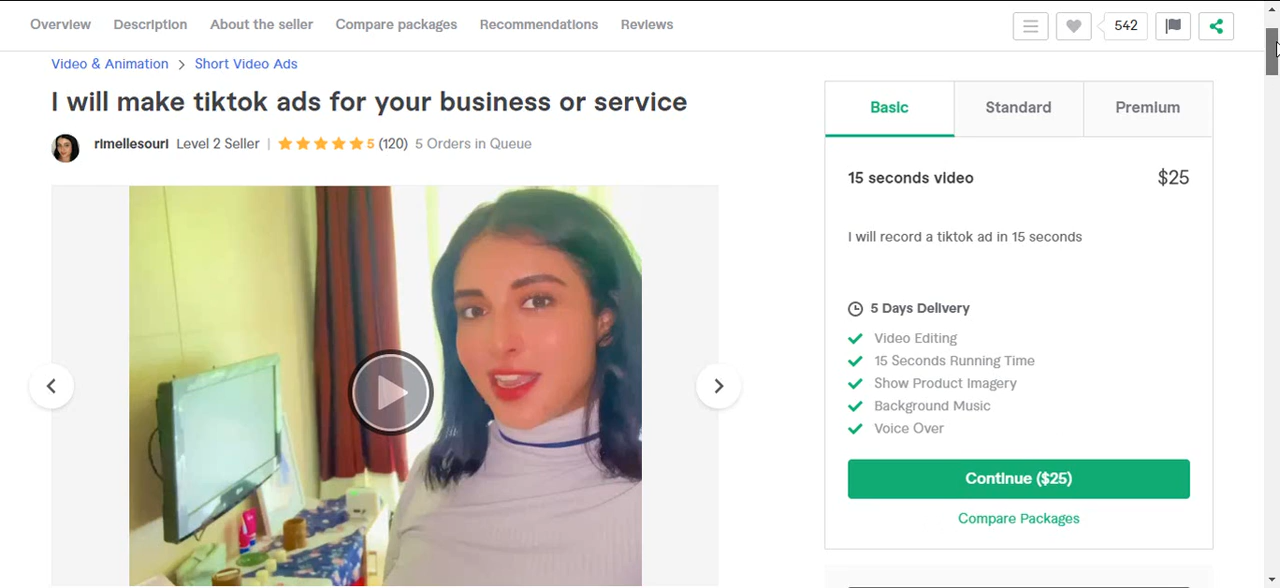 Overview Description About the seller Compare packages Recommendations Reviews 542
Video & Animation > Short Video Ads
I will make tiktok ads for your business or service
rimellesouri Level 2 Seller | 5 (120) 5 Orders in Queue
Basic Standard Premium
15 seconds video $25
I will record a tiktok ad in 15 seconds
5 Days Delivery
Video Editing
15 Seconds Running Time
Show Product Imagery
Background Music
Voice Over
Continue ($25)
Compare Packages